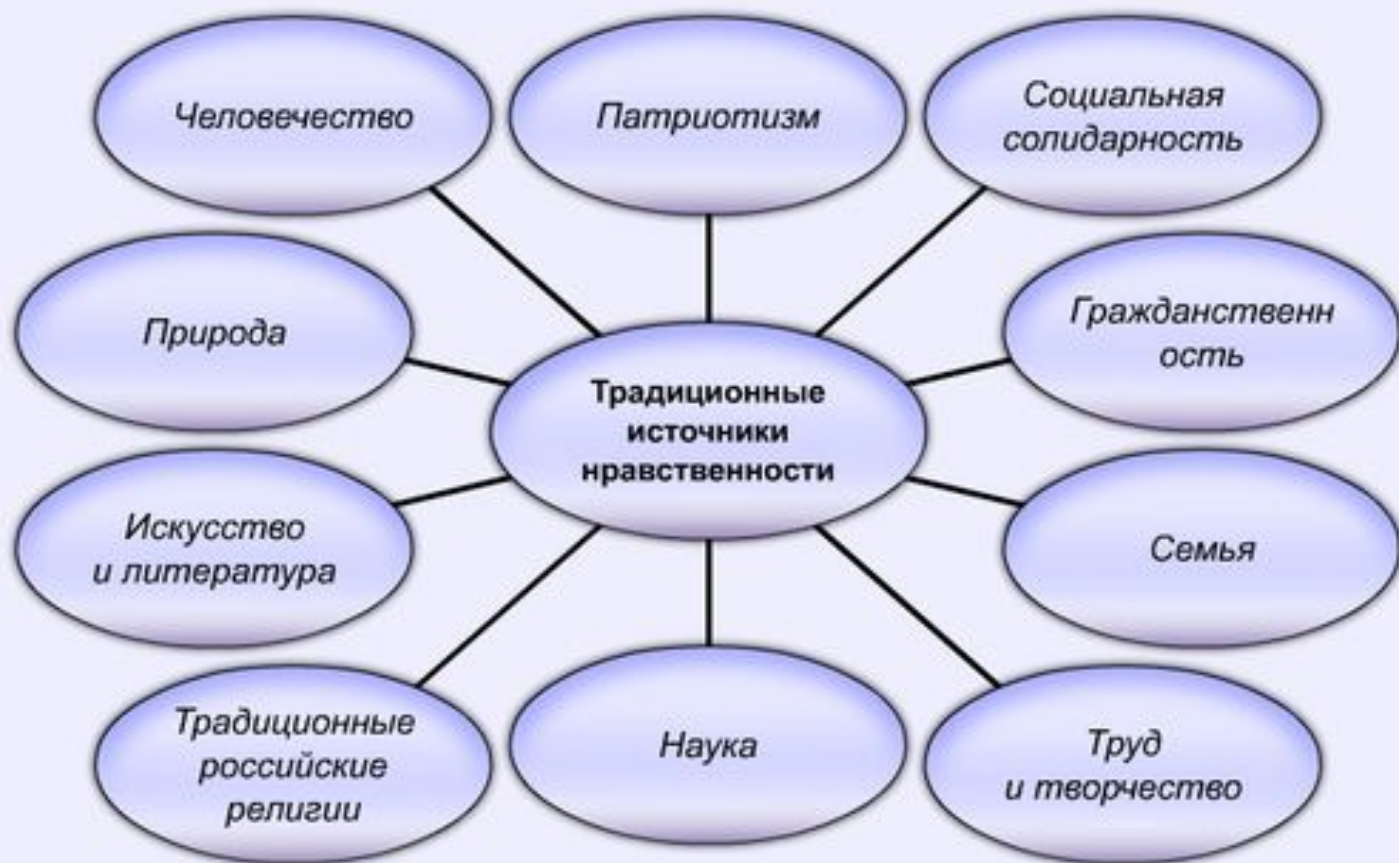 Человечество
Патриотизм
Социальная
солидарность
Природа
Гражданственн
ость
Традиционные
источники
нравственности
Искусство
и литература
Семья
Традиционные
российские
религии
Наука
Труд
и творчество